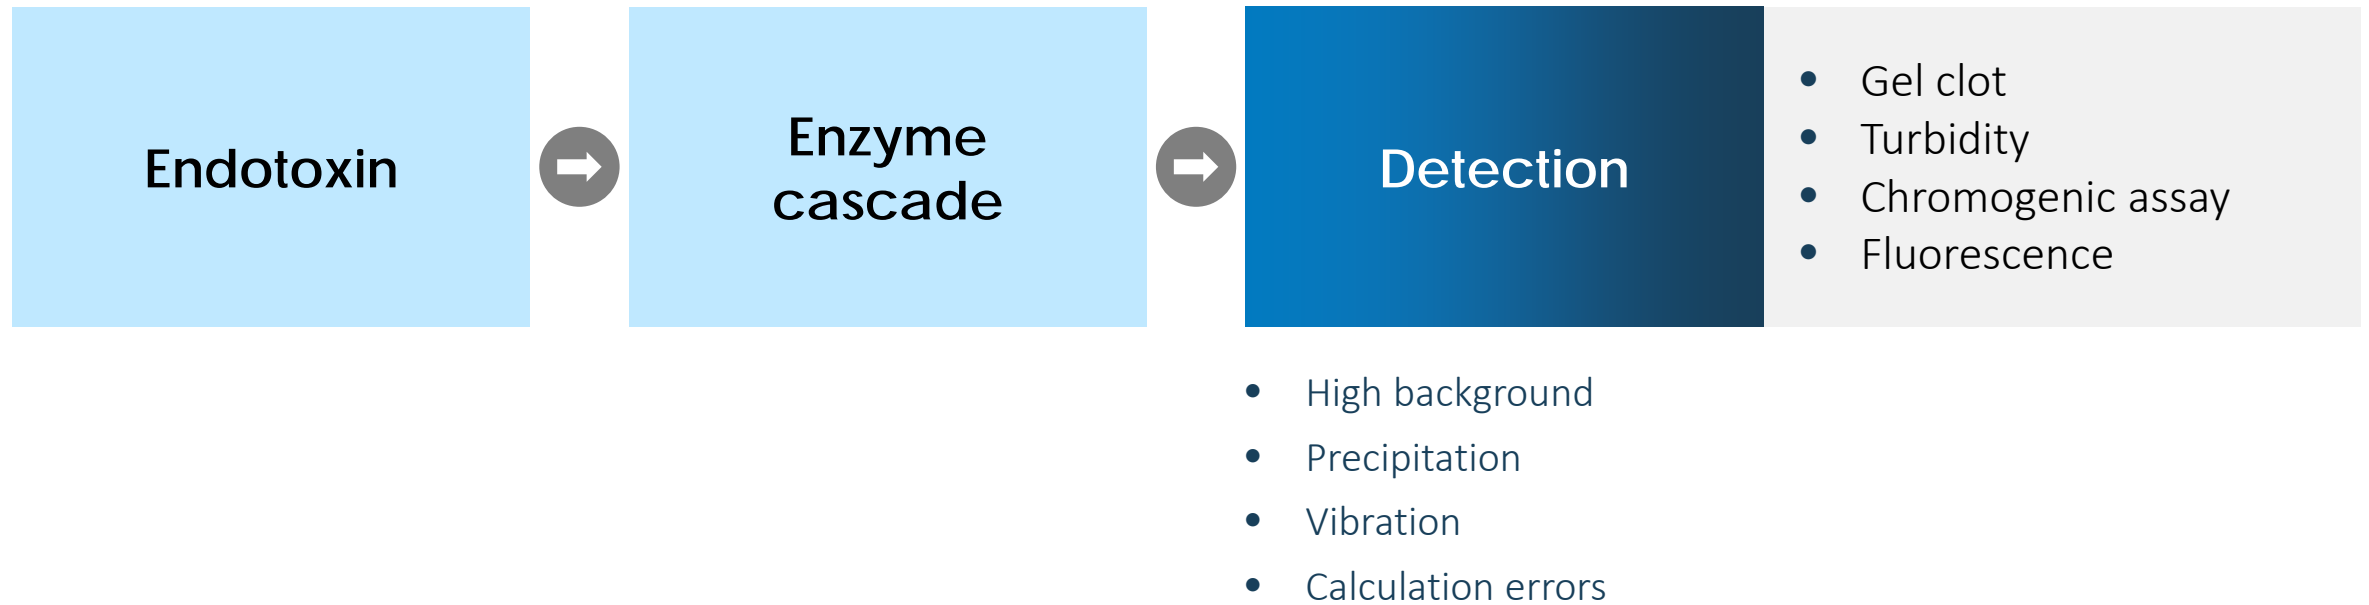 Endotoxin
Enzyme
cascade
Detection
• Gel clot
• Turbidity
• Chromogenic assay
• Fluorescence
• High background
• Precipitation
• Vibration
• Calculation errors